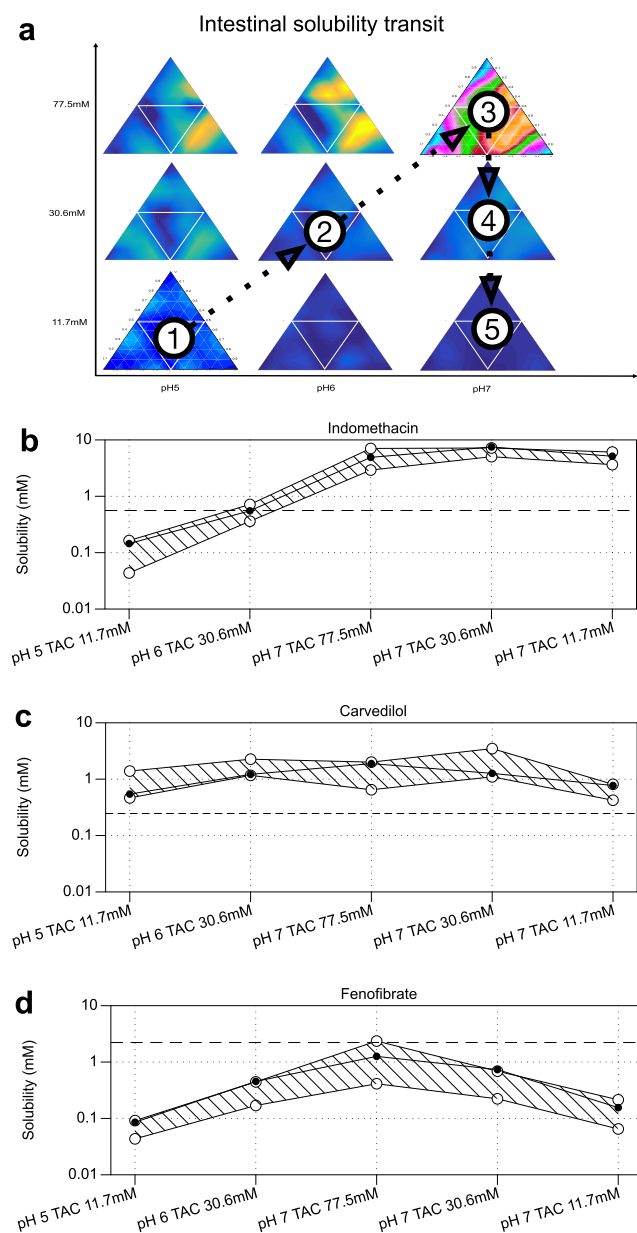 Intestinal solubility transit
a
77.5mM
30.6mM
11.7mM
3
2
4
1
5
pH5
pH6
pH7
b
Indomethacin
Solubility (mM)
10
1
0.1
0.01
pH 5 TAC 11.7mM
pH 6 TAC 30.6mM
pH 7 TAC 77.5mM
pH 7 TAC 30.6mM
pH 7 TAC 11.7mM
c
Carvedilol
Solubility (mM)
10
1
0.1
0.01
pH 5 TAC 11.7mM
pH 6 TAC 30.6mM
pH 7 TAC 77.5mM
pH 7 TAC 30.6mM
pH 7 TAC 11.7mM
d
Fenofibrate
Solubility (mM)
10
1
0.1
0.01
pH 5 TAC 11.7mM
pH 6 TAC 30.6mM
pH 7 TAC 77.5mM
pH 7 TAC 30.6mM
pH 7 TAC 11.7mM